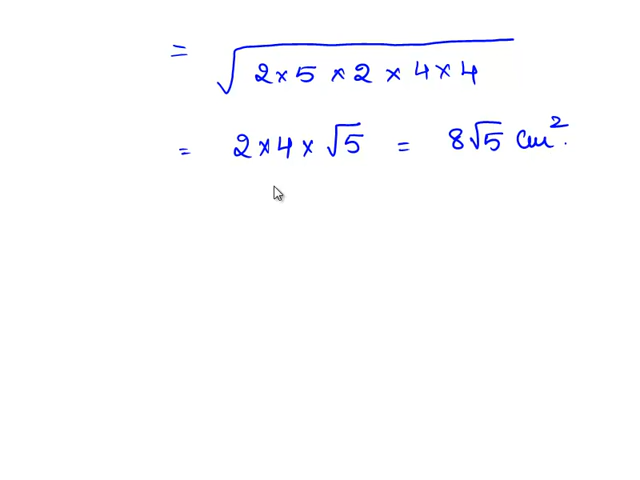 = √(2 × 5 × 2 × 4 × 4)
= 2 × 4 × √5 = 8√5 cm².